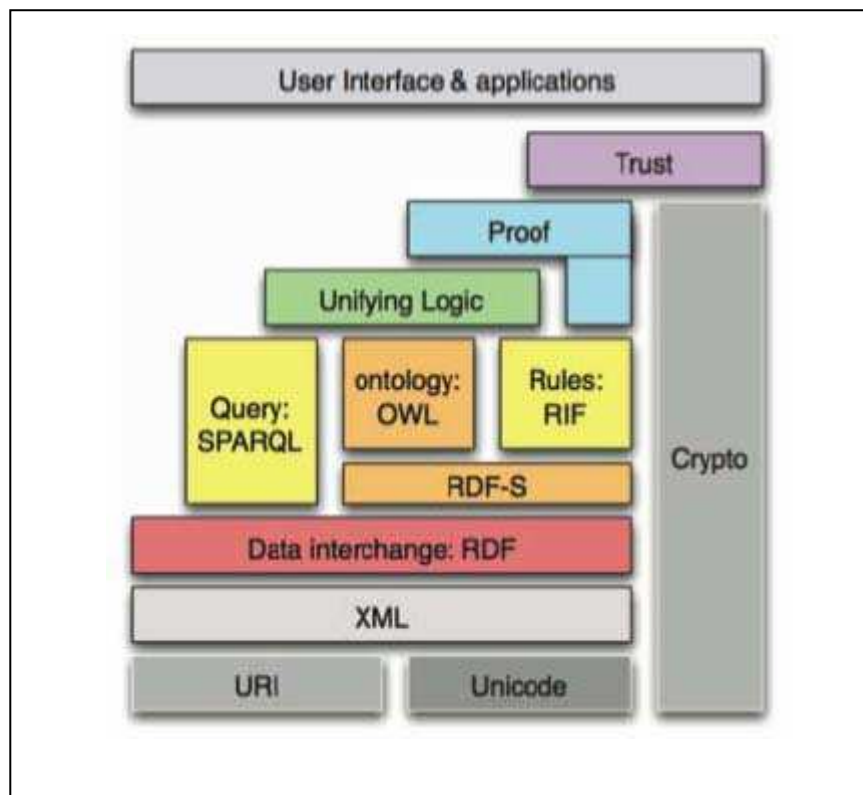 User Interface & applications
Trust
Proof
Unifying Logic
Query:
SPARQL
ontology:
OWL
Rules:
RIF
Crypto
RDF-S
Data interchange: RDF
XML
URI
Unicode